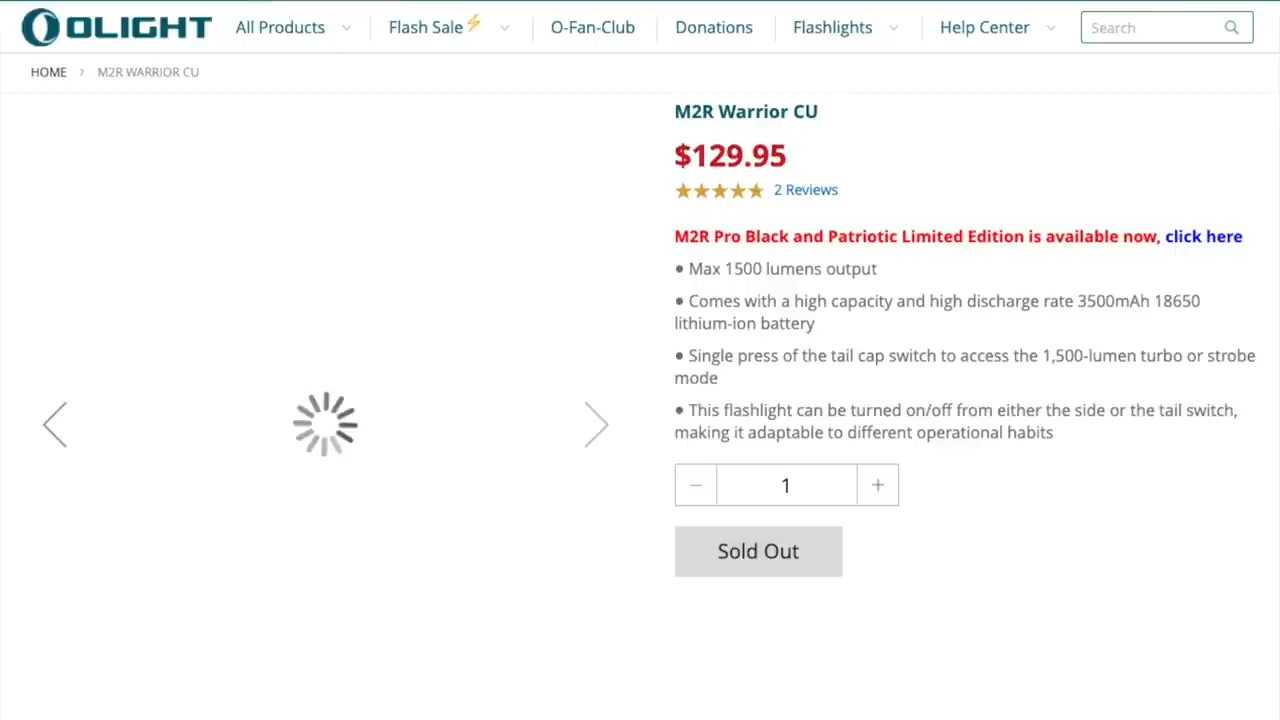 OLIGHT
All Products
Flash Sale
O-Fan-Club
Donations
Flashlights
Help Center
Search
HOME > M2R WARRIOR CU
M2R Warrior CU
$129.95
2 Reviews
M2R Pro Black and Patriotic Limited Edition is available now, click here
● Max 1500 lumens output
● Comes with a high capacity and high discharge rate 3500mAh 18650
lithium-ion battery
● Single press of the tail cap switch to access the 1,500-lumen turbo or strobe
mode
● This flashlight can be turned on/off from either the side or the tail switch,
making it adaptable to different operational habits
− 1 +
Sold Out